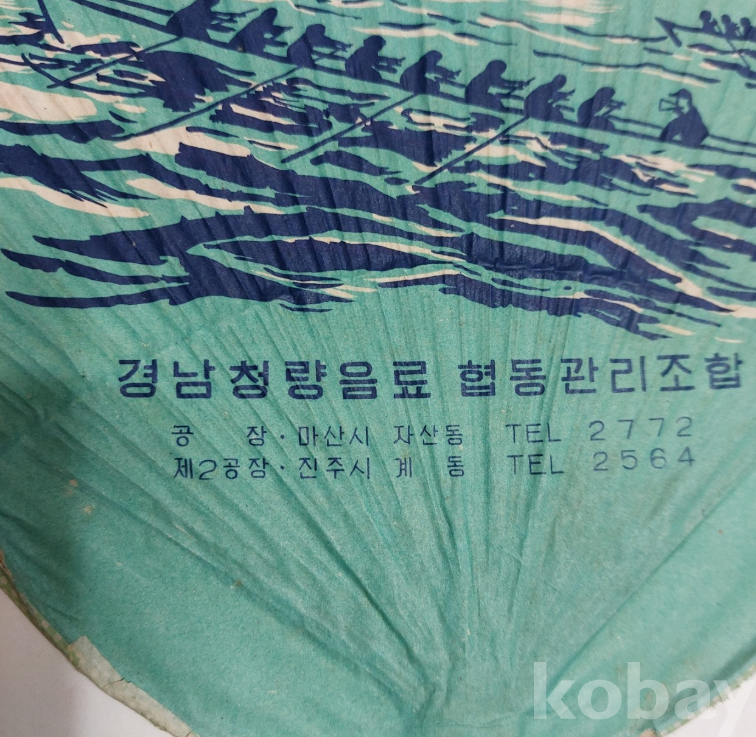 경남청량음료 협동관리조합
공 장·마산시 자산동 TEL 2772
제2공장·진주시 계 동 TEL 2564
kobay